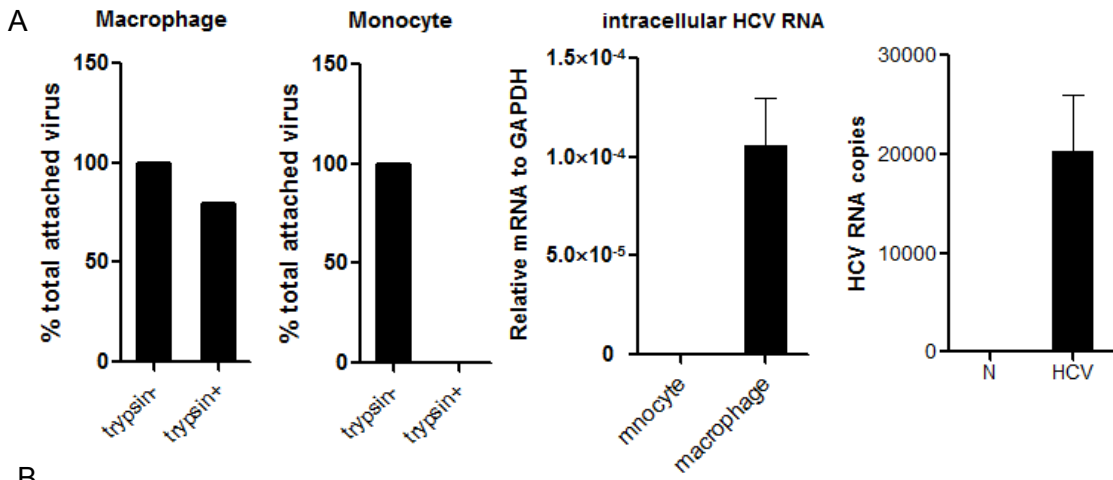 A
Macrophage
% total attached virus
150
100
50
0
trypsin-
trypsin+
Monocyte
% total attached virus
150
100
50
0
trypsin-
trypsin+
intracellular HCV RNA
Relative mRNA to GAPDH
1.5×10⁻⁴
1.0×10⁻⁴
5.0×10⁻⁵
0
mnocyte
macrophage
HCV RNA copies
30000
20000
10000
0
N
HCV
B